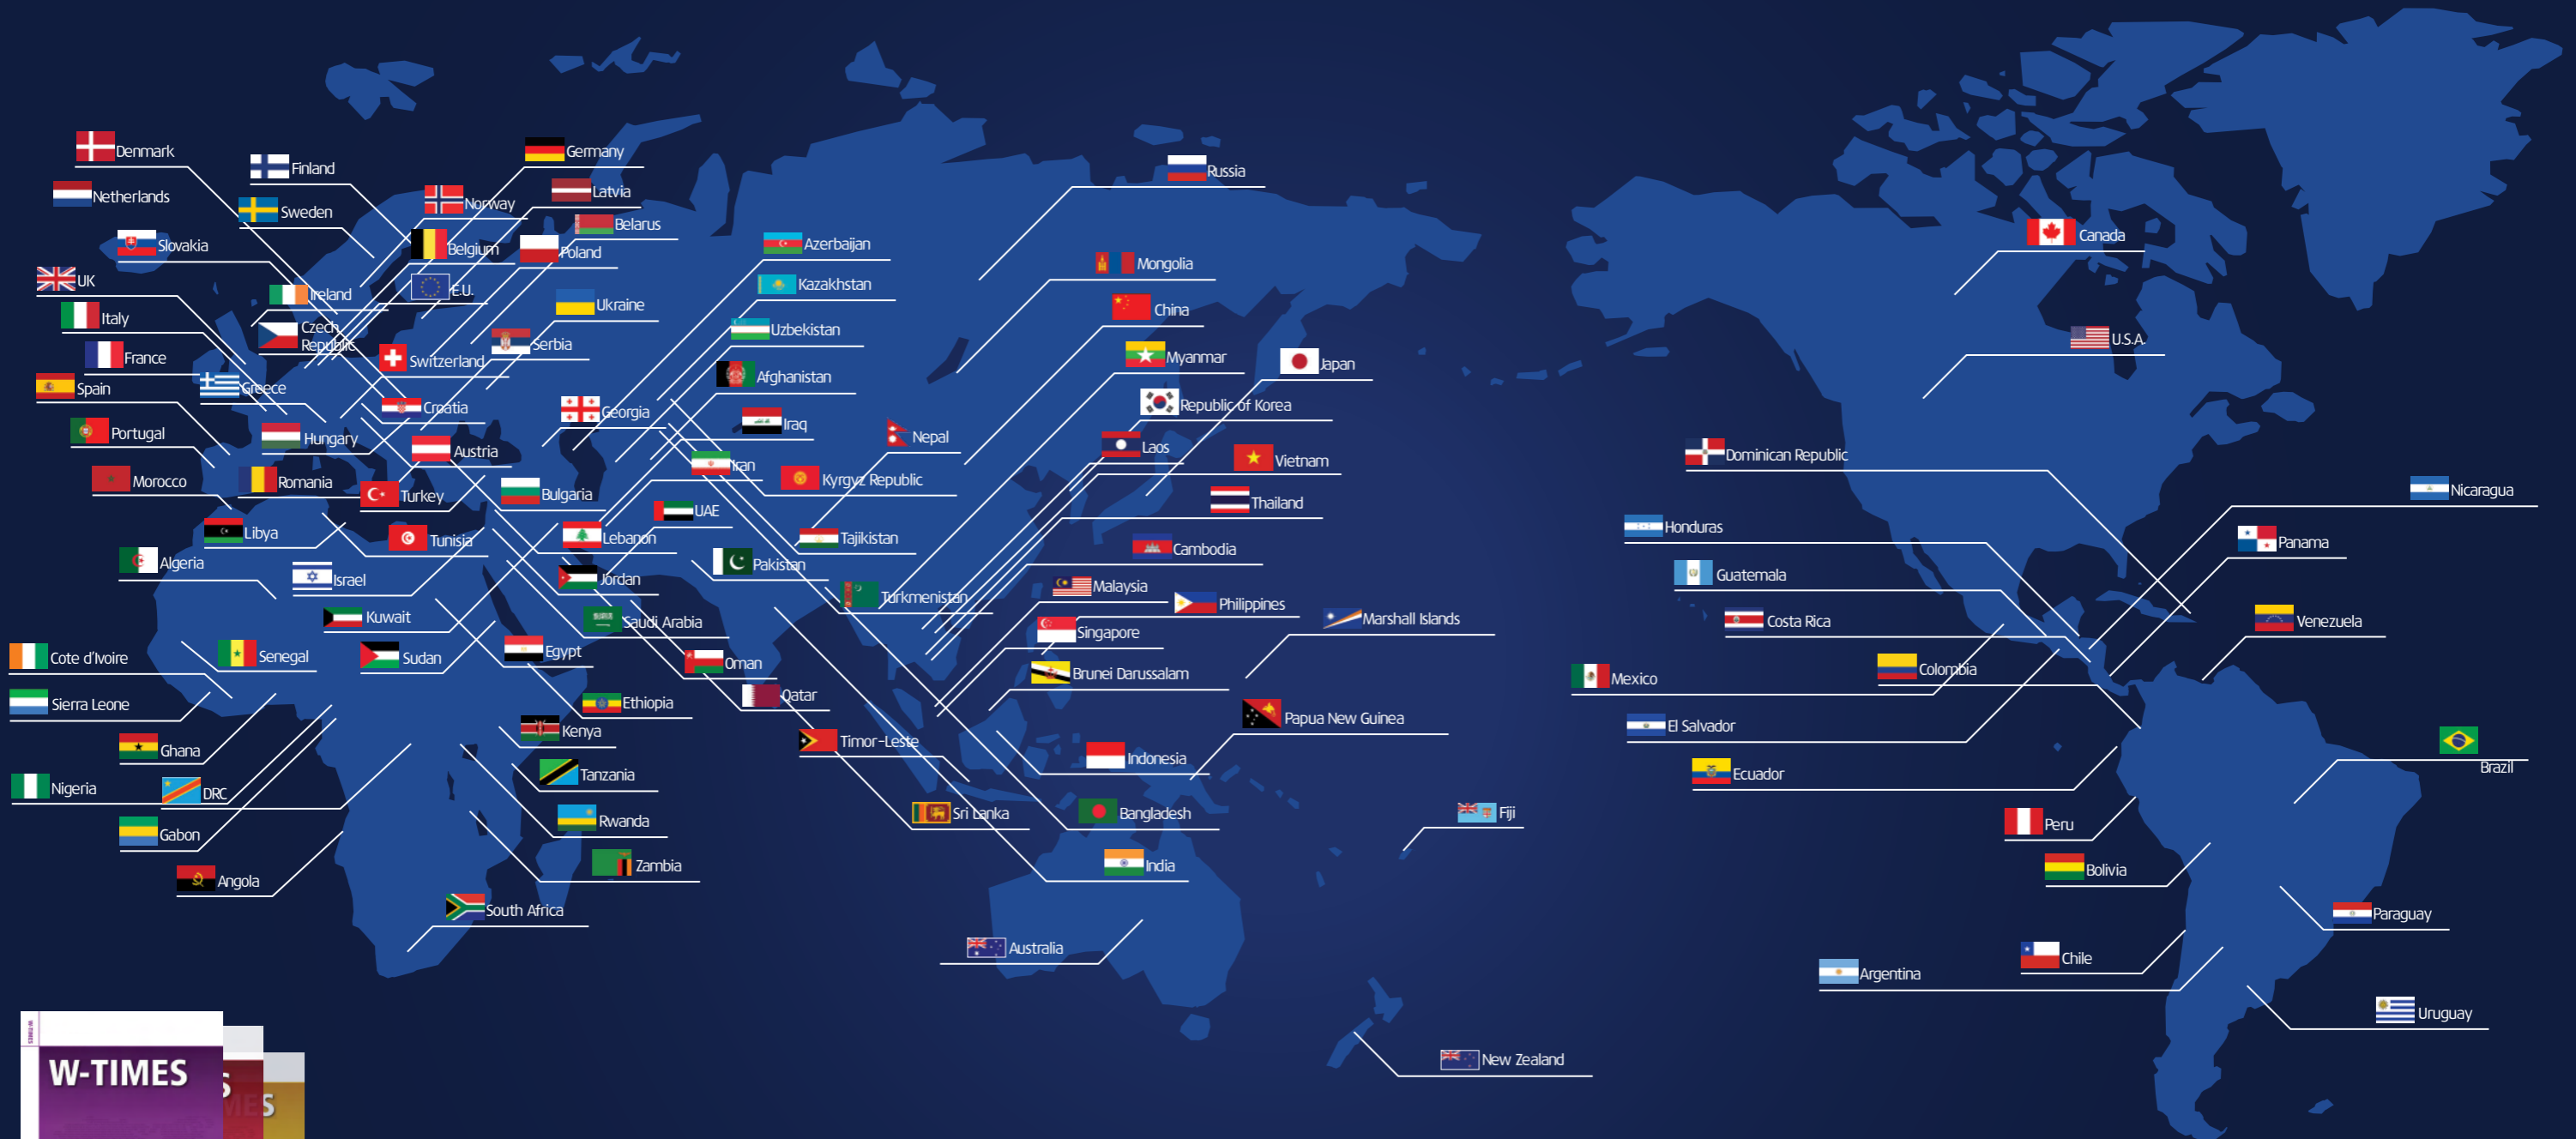 Denmark
Finland
Germany
Netherlands
Sweden
Norway
Latvia
Slovakia
Belgium
Poland
Belarus
UK
Ireland
E.U.
Italy
Czech
Republic
Ukraine
Serbia
France
Switzerland
Spain
Greece
Croatia
Georgia
Portugal
Hungary
Austria
Morocco
Romania
Turkey
Bulgaria
Libya
Tunisia
Lebanon
UAE
Algeria
Israel
Jordan
Kuwait
Saudi Arabia
Cote d'Ivoire
Senegal
Sudan
Egypt
Oman
Qatar
Sierra Leone
Ethiopia
Ghana
Kenya
Nigeria
DRC
Tanzania
Gabon
Rwanda
Angola
Zambia
South Africa
Azerbaijan
Kazakhstan
Uzbekistan
Afghanistan
Iraq
Nepal
Iran
Kyrgyz Republic
Tajikistan
Pakistan
Turkmenistan
Timor-Leste
Sri Lanka
Russia
Mongolia
China
Myanmar
Japan
Republic of Korea
Laos
Vietnam
Thailand
Cambodia
Malaysia
Philippines
Marshall Islands
Singapore
Brunei Darussalam
Papua New Guinea
Indonesia
Bangladesh
Fiji
India
Australia
New Zealand
Canada
U.S.A.
Dominican Republic
Nicaragua
Honduras
Panama
Guatemala
Costa Rica
Venezuela
Mexico
Colombia
El Salvador
Ecuador
Brazil
Peru
Bolivia
Paraguay
Chile
Argentina
Uruguay
W-TIMES
W-TIMES
S
MES